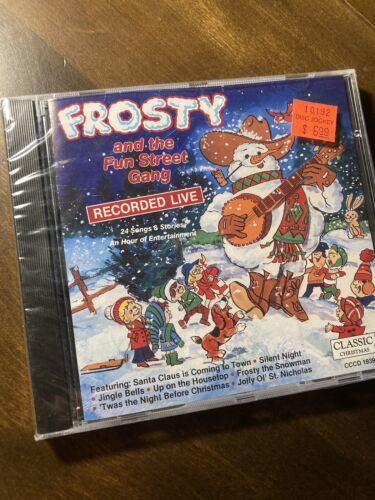 FROSTY
and the
Fun Street
Gang
RECORDED LIVE
24 Songs & Stories
An Hour of Entertainment
10192
DISC JOCKEY
$ 6.99
CLASSIC
CHRISTMAS
CCCD 1939
Featuring: Santa Claus is Coming to Town • Silent Night
• Jingle Bells • Up on the Housetop • Frosty the Snowman
• 'Twas the Night Before Christmas • Jolly Ol' St. Nicholas